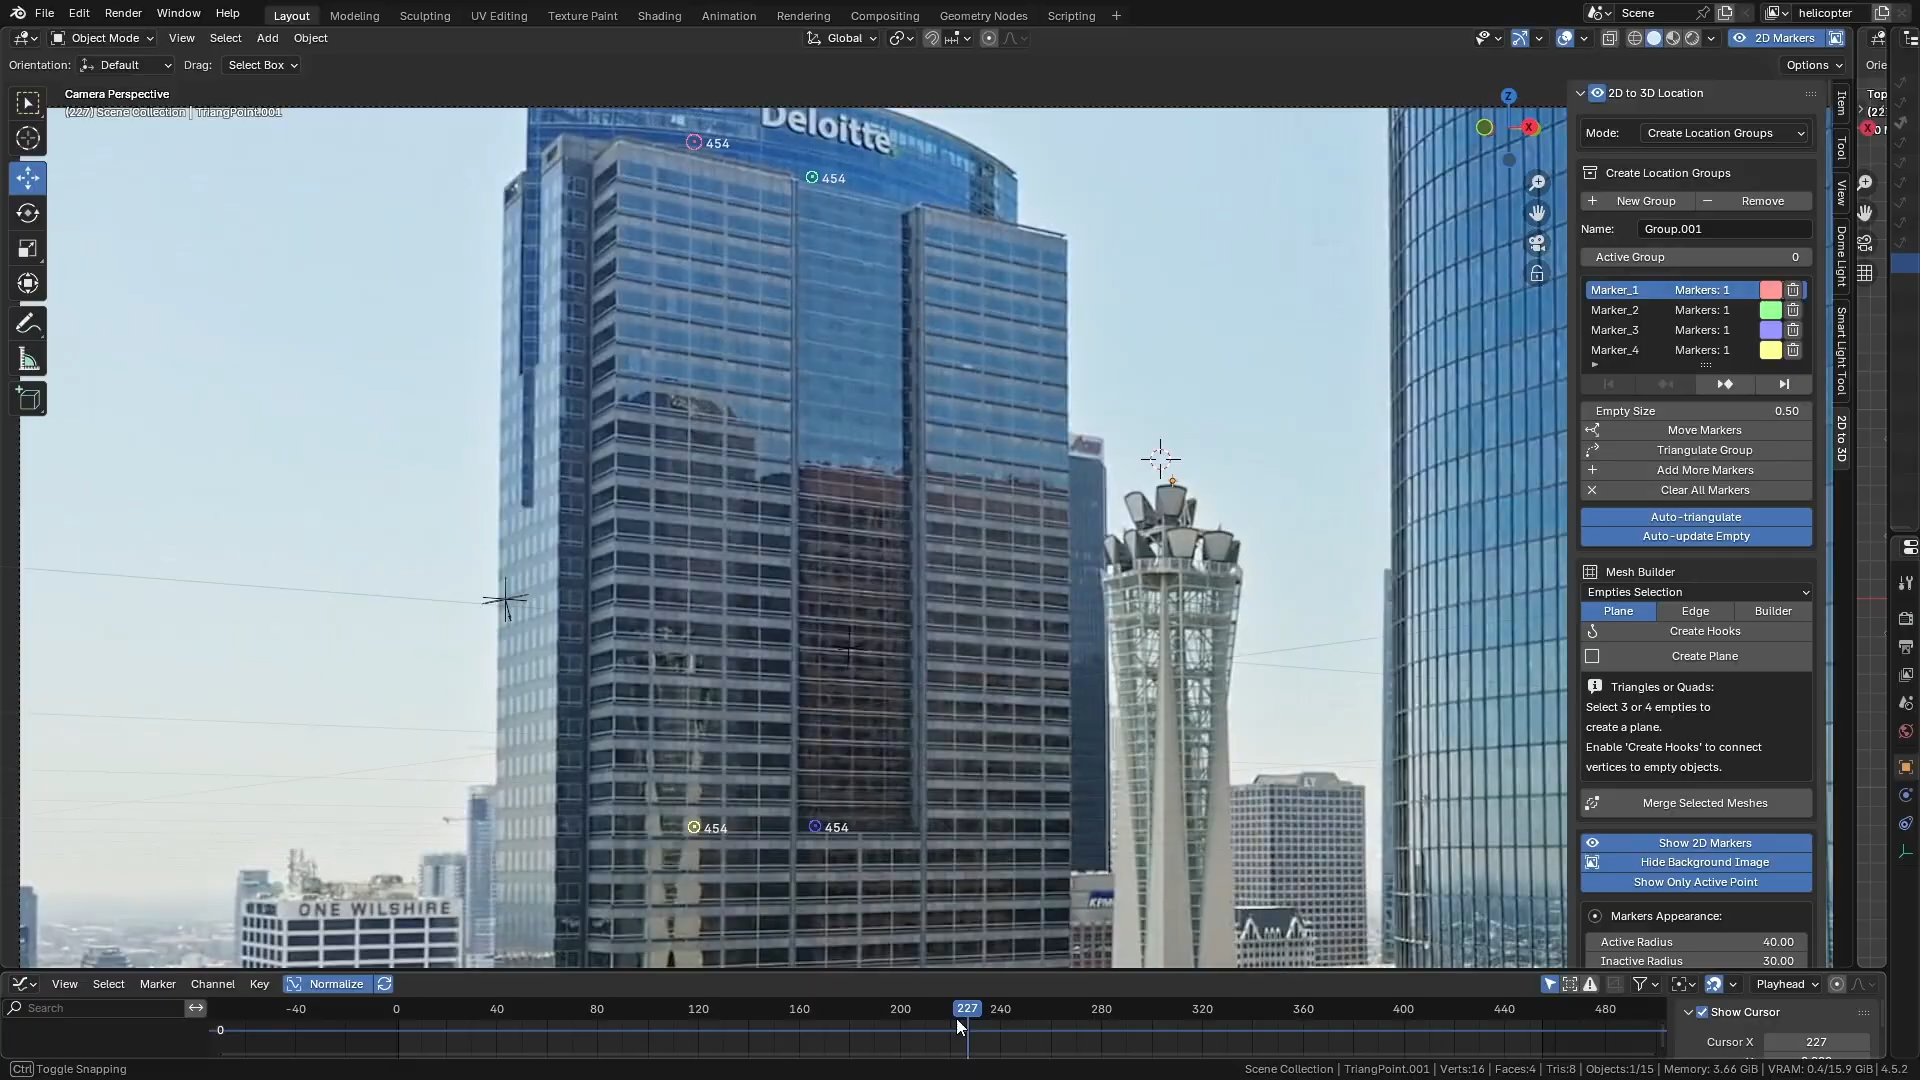 File Edit Render Window Help Layout Modeling Sculpting UV Editing Texture Paint Shading Animation Rendering Compositing Geometry Nodes Scripting + Scene helicopter
Object Mode View Select Add Object Global 2D Markers
Orientation: Default Drag: Select Box Options
Camera Perspective
(227) Scene Collection | TriangPoint.001
Deloitte.
454
454
454
454
ONE WILSHIRE
KPMG
Z
X
2D to 3D Location
Mode: Create Location Groups
Create Location Groups
New Group Remove
Name: Group.001
Active Group 0
Marker_1 Markers: 1
Marker_2 Markers: 1
Marker_3 Markers: 1
Marker_4 Markers: 1
Empty Size 0.50
Move Markers
Triangulate Group
Add More Markers
Clear All Markers
Auto-triangulate
Auto-update Empty
Mesh Builder
Empties Selection
Plane Edge Builder
Create Hooks
Create Plane
Triangles or Quads:
Select 3 or 4 empties to
create a plane.
Enable 'Create Hooks' to connect
vertices to empty objects.
Merge Selected Meshes
Show 2D Markers
Hide Background Image
Show Only Active Point
Markers Appearance:
Active Radius 40.00
Inactive Radius 30.00
Item
Tool
View
Dome Light
Smart Light Tool
2D to 3D
Orie
Top
(22
X
View Select Marker Channel Key Normalize Playhead
Search -40 0 40 80 120 160 200 227 240 280 320 360 400 440 480
0
Show Cursor
Cursor X 227
Ctrl Toggle Snapping
Scene Collection | TriangPoint.001 | Verts:16 | Faces:4 | Tris:8 | Objects:1/15 | Memory: 3.66 GiB | VRAM: 0.4/15.9 GiB | 4.5.2